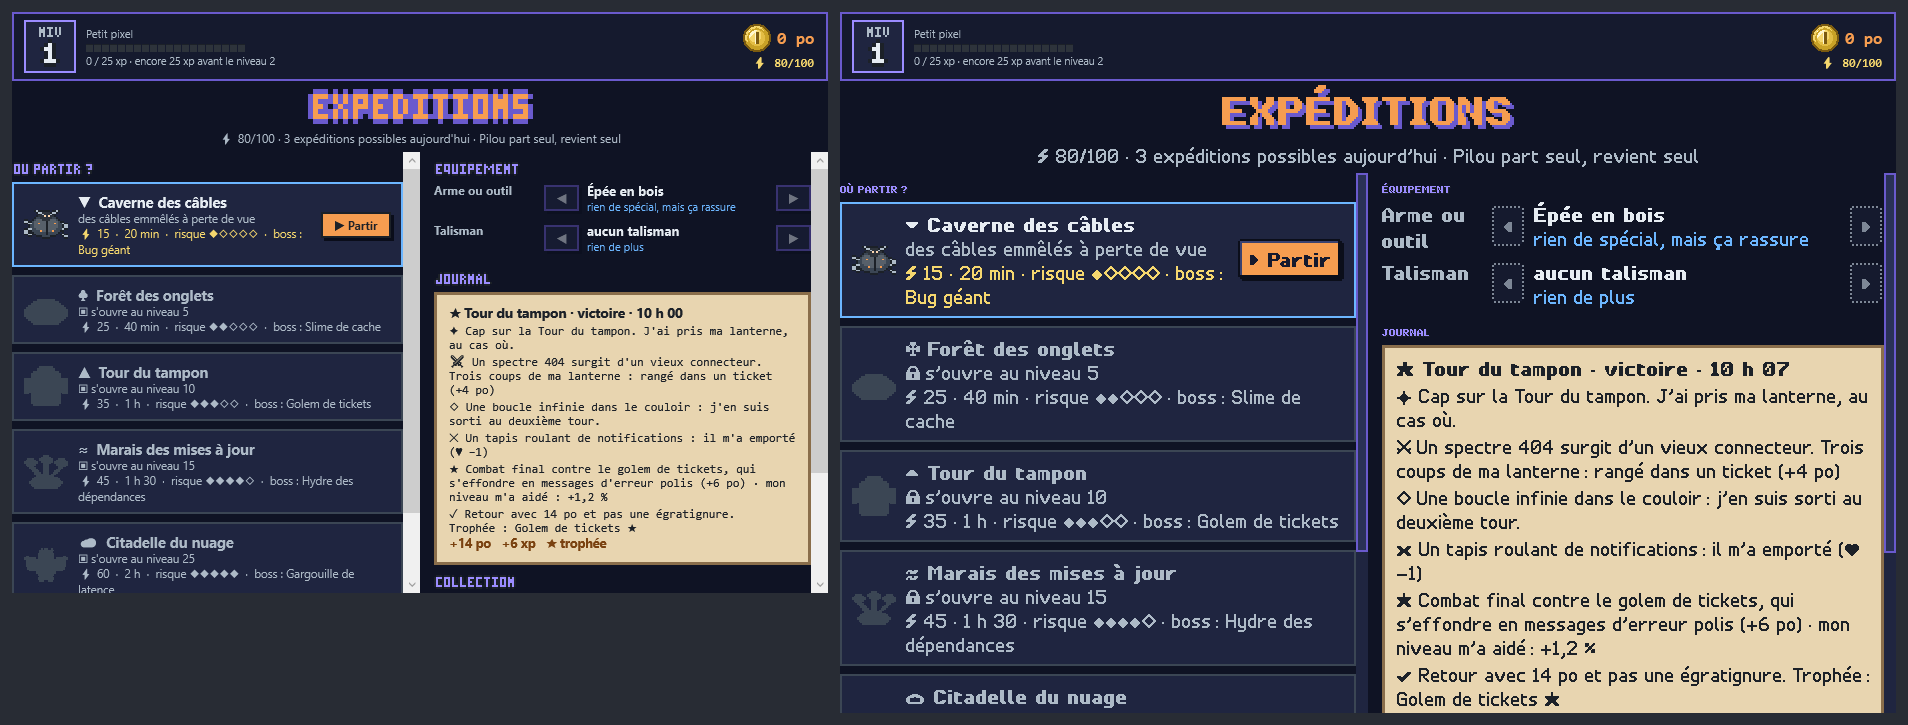 NIV
1
Petit pixel
0 / 25 xp · encore 25 xp avant le niveau 2
0 po
80/100
EXPEDITIONS
80/100 · 3 expéditions possibles aujourd'hui · Pilou part seul, revient seul
OU PARTIR ?
▼ Caverne des câbles
des câbles emmêlés à perte de vue
15 · 20 min · risque ◆◇◇◇◇ · boss :
Bug géant
▶ Partir
♣ Forêt des onglets
s'ouvre au niveau 5
25 · 40 min · risque ◆◆◇◇◇ · boss : Slime de cache
▲ Tour du tampon
s'ouvre au niveau 10
35 · 1 h · risque ◆◆◆◇◇ · boss : Golem de tickets
≈ Marais des mises à jour
s'ouvre au niveau 15
45 · 1 h 30 · risque ◆◆◆◆◇ · boss : Hydre des
dépendances
Citadelle du nuage
s'ouvre au niveau 25
60 · 2 h · risque ◆◆◆◆◆ · boss : Gargouille de
latence
EQUIPEMENT
Arme ou outil
◀
Épée en bois
rien de spécial, mais ça rassure
▶
Talisman
◀
aucun talisman
rien de plus
▶
JOURNAL
★ Tour du tampon · victoire · 10 h 00
✦ Cap sur la Tour du tampon. J'ai pris ma lanterne,
au cas où.
⚔ Un spectre 404 surgit d'un vieux connecteur.
Trois coups de ma lanterne : rangé dans un ticket
(+4 po)
◇ Une boucle infinie dans le couloir : j'en suis
sorti au deuxième tour.
✕ Un tapis roulant de notifications : il m'a emporté
(♥ −1)
★ Combat final contre le golem de tickets, qui
s'effondre en messages d'erreur polis (+6 po) · mon
niveau m'a aidé : +1,2 %
✓ Retour avec 14 po et pas une égratignure.
Trophée : Golem de tickets ★
+14 po +6 xp ★ trophée
COLLECTION
NIV
1
Petit pixel
0 / 25 xp · encore 25 xp avant le niveau 2
0 po
80/100
EXPÉDITIONS
80/100 · 3 expéditions possibles aujourd’hui · Pilou part seul, revient seul
OÙ PARTIR ?
Caverne des câbles
des câbles emmêlés à perte de vue
15 · 20 min · risque ◆◇◇◇◇ · boss :
Bug géant
▶ Partir
Forêt des onglets
s’ouvre au niveau 5
25 · 40 min · risque ◆◆◇◇◇ · boss : Slime de
cache
Tour du tampon
s’ouvre au niveau 10
35 · 1 h · risque ◆◆◆◇◇ · boss : Golem de tickets
≈ Marais des mises à jour
s’ouvre au niveau 15
45 · 1 h 30 · risque ◆◆◆◆◇ · boss : Hydre des
dépendances
Citadelle du nuage
ÉQUIPEMENT
Arme ou
outil
◀
Épée en bois
rien de spécial, mais ça rassure
▶
Talisman
◀
aucun talisman
rien de plus
▶
JOURNAL
★ Tour du tampon · victoire · 10 h 07
✦ Cap sur la Tour du tampon. J’ai pris ma lanterne, au
cas où.
⚔ Un spectre 404 surgit d’un vieux connecteur. Trois
coups de ma lanterne : rangé dans un ticket (+4 po)
◇ Une boucle infinie dans le couloir : j’en suis sorti au
deuxième tour.
✕ Un tapis roulant de notifications : il m’a emporté (♥
−1)
★ Combat final contre le golem de tickets, qui
s’effondre en messages d’erreur polis (+6 po) · mon
niveau m’a aidé : +1,2 %
✓ Retour avec 14 po et pas une égratignure. Trophée :
Golem de tickets ★